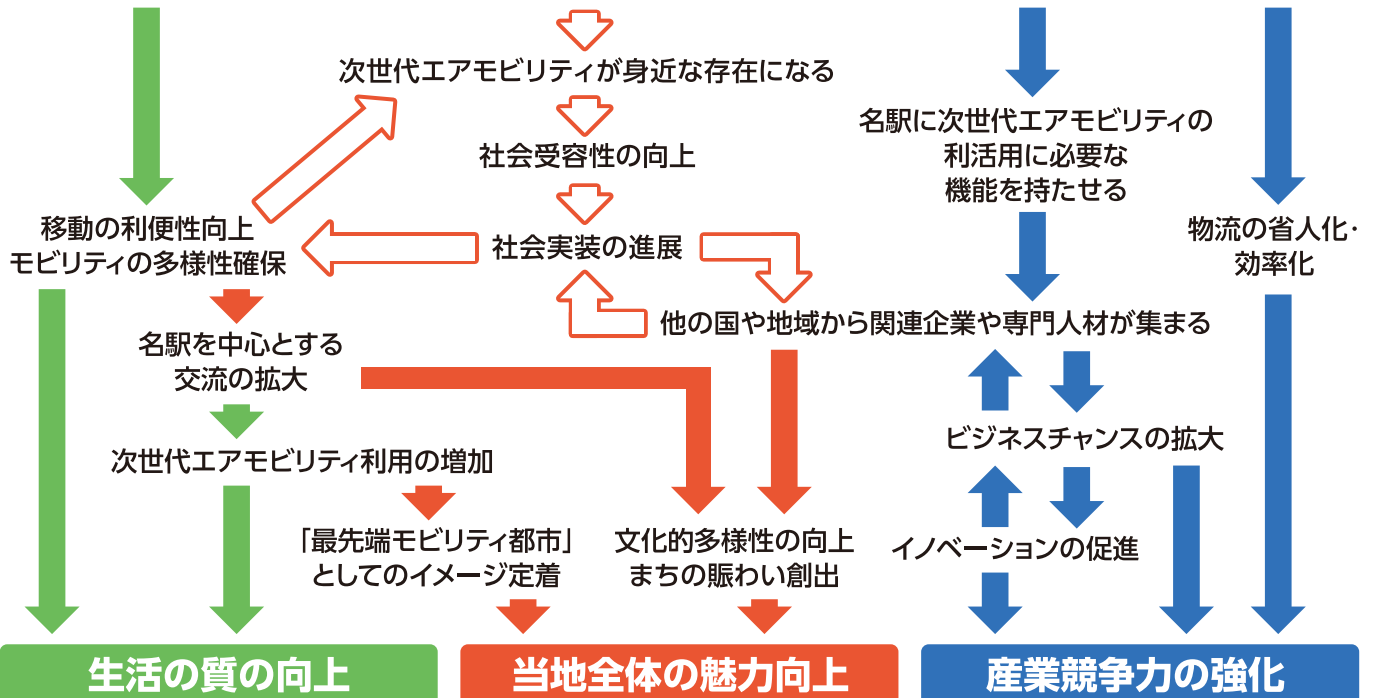 次世代エアモビリティが身近な存在になる
社会受容性の向上
名駅に次世代エアモビリティの
利活用に必要な
機能を持たせる
移動の利便性向上
モビリティの多様性確保
社会実装の進展
物流の省人化・
効率化
他の国や地域から関連企業や専門人材が集まる
名駅を中心とする
交流の拡大
ビジネスチャンスの拡大
次世代エアモビリティ利用の増加
「最先端モビリティ都市」
としてのイメージ定着
文化的多様性の向上
まちの賑わい創出
イノベーションの促進
生活の質の向上
当地全体の魅力向上
産業競争力の強化